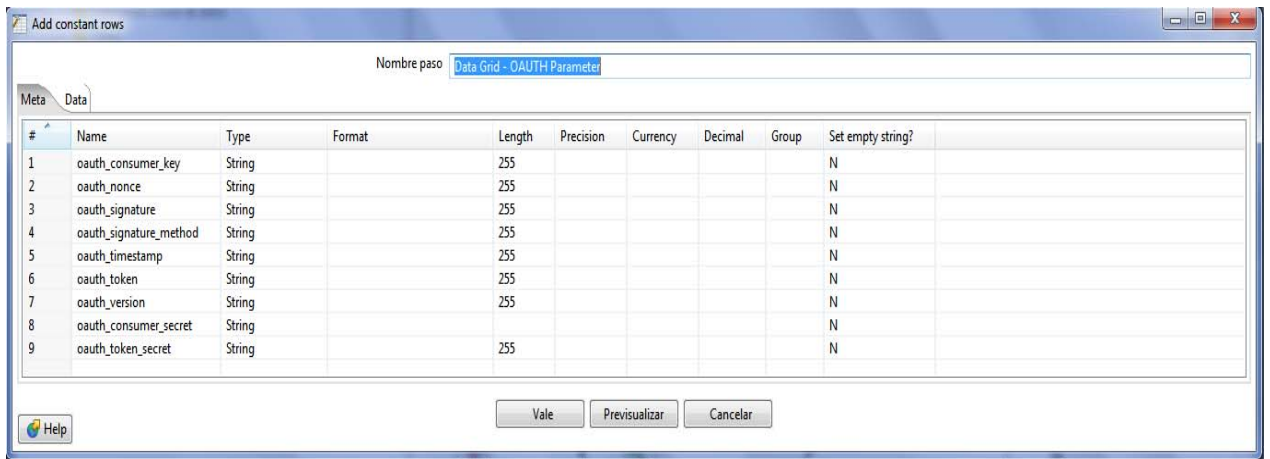 Add constant rows
Nombre paso Data Grid - OAUTH Parameter
Meta Data
# Name Type Format Length Precision Currency Decimal Group Set empty string?
1 oauth_consumer_key String 255 N
2 oauth_nonce String 255 N
3 oauth_signature String 255 N
4 oauth_signature_method String 255 N
5 oauth_timestamp String 255 N
6 oauth_token String 255 N
7 oauth_version String 255 N
8 oauth_consumer_secret String N
9 oauth_token_secret String 255 N
Vale Previsualizar Cancelar
Help